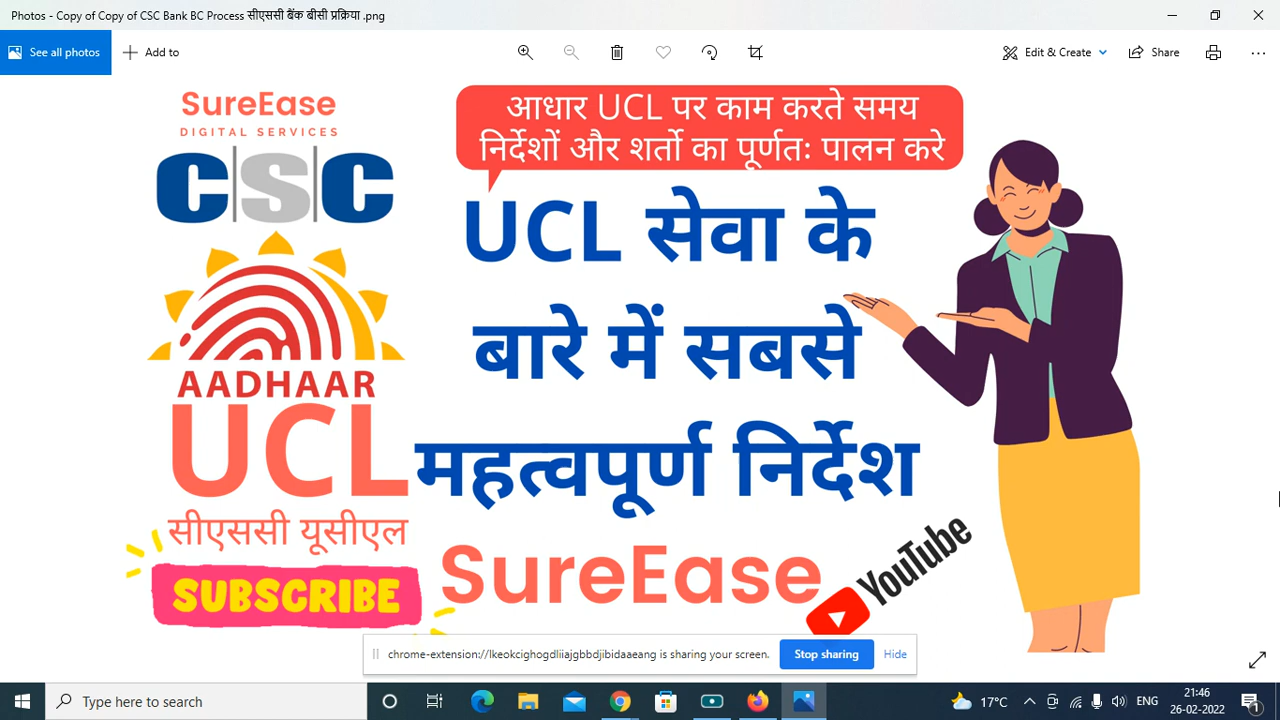 Photos - Copy of Copy of CSC Bank BC Process सीएससी बैंक बीसी प्रक्रिया .png
See all photos
Add to
Edit & Create
Share
SureEase
DIGITAL SERVICES
CSC
AADHAAR
UCL
सीएससी यूसीएल
SUBSCRIBE
आधार UCL पर काम करते समय
निर्देशों और शर्तो का पूर्णतः पालन करे
UCL सेवा के
बारे में सबसे
महत्वपूर्ण निर्देश
SureEase
YouTube
chrome-extension://lkeokcighogdliiajgbbdjibidaaeang is sharing your screen.
Stop sharing
Hide
Type here to search
17°C
ENG
21:46
26-02-2022
1